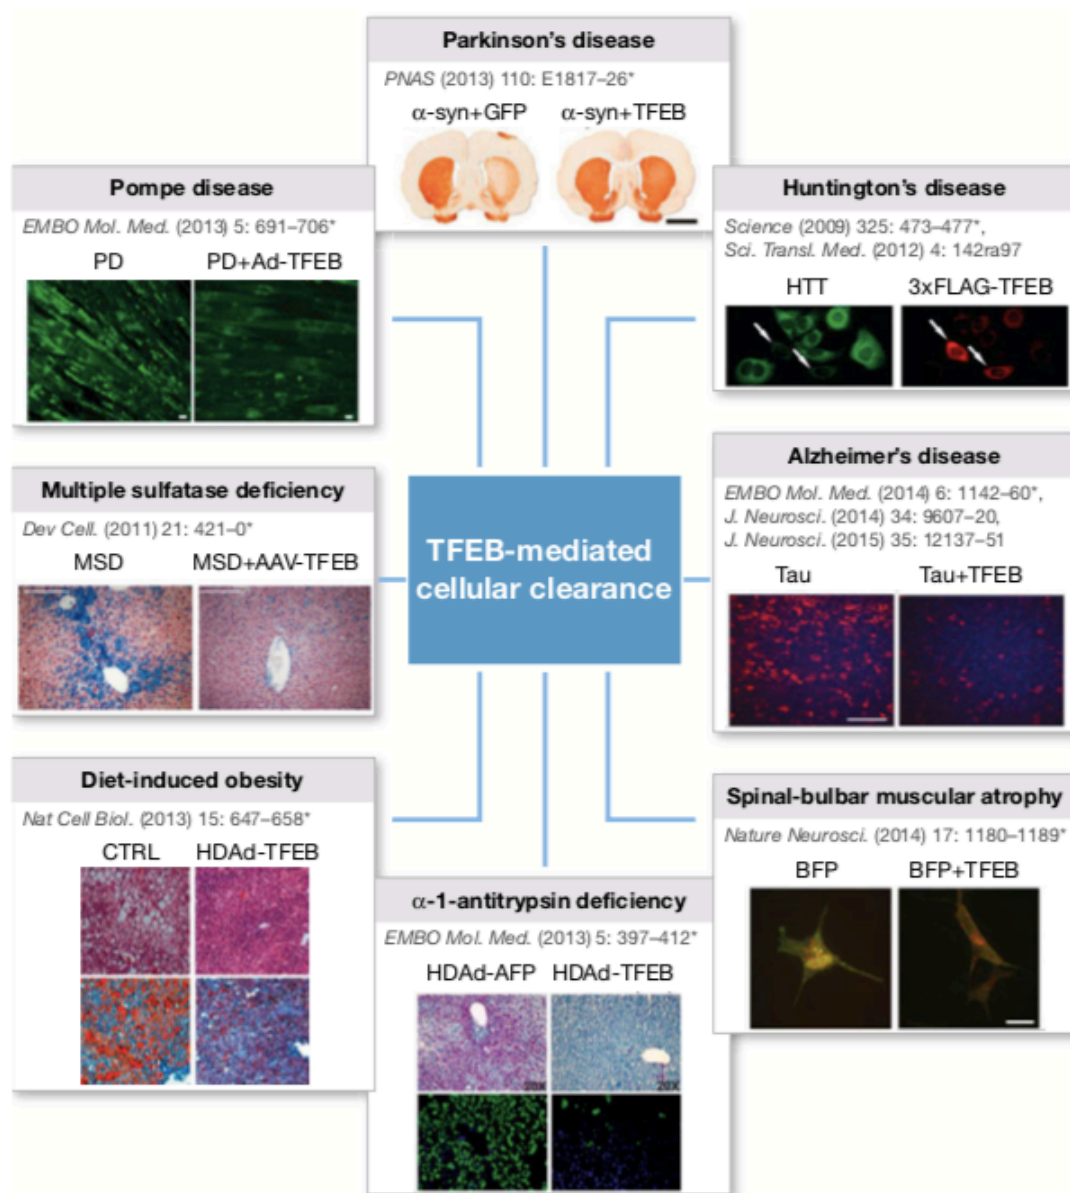 Parkinson's disease
PNAS (2013) 110: E1817–26*
α-syn+GFP α-syn+TFEB
Pompe disease
EMBO Mol. Med. (2013) 5: 691–706*
PD PD+Ad-TFEB
Huntington's disease
Science (2009) 325: 473–477*,
Sci. Transl. Med. (2012) 4: 142ra97
HTT 3xFLAG-TFEB
Multiple sulfatase deficiency
Dev Cell. (2011) 21: 421–0*
MSD MSD+AAV-TFEB
TFEB-mediated
cellular clearance
Alzheimer's disease
EMBO Mol. Med. (2014) 6: 1142–60*,
J. Neurosci. (2014) 34: 9607–20,
J. Neurosci. (2015) 35: 12137–51
Tau Tau+TFEB
Diet-induced obesity
Nat Cell Biol. (2013) 15: 647–658*
CTRL HDAd-TFEB
α-1-antitrypsin deficiency
EMBO Mol. Med. (2013) 5: 397–412*
HDAd-AFP HDAd-TFEB
20X 20X
Spinal-bulbar muscular atrophy
Nature Neurosci. (2014) 17: 1180–1189*
BFP BFP+TFEB